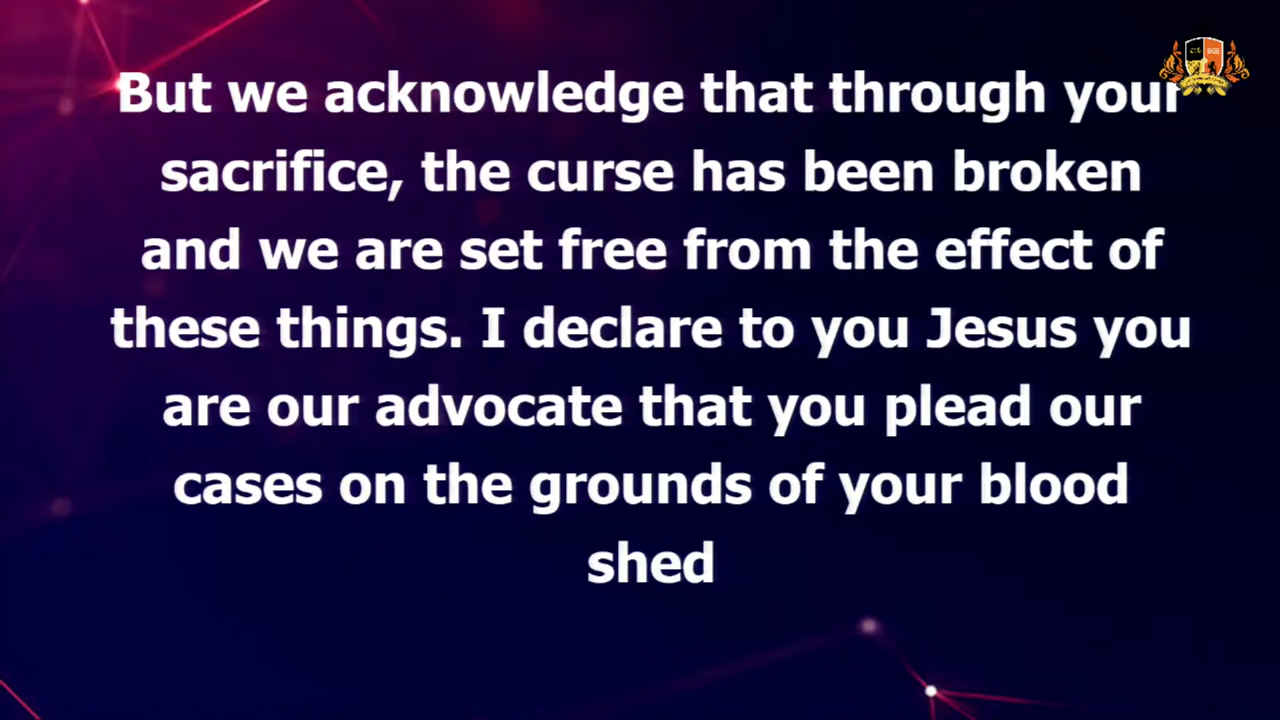 But we acknowledge that through your
sacrifice, the curse has been broken
and we are set free from the effect of
these things. I declare to you Jesus you
are our advocate that you plead our
cases on the grounds of your blood
shed